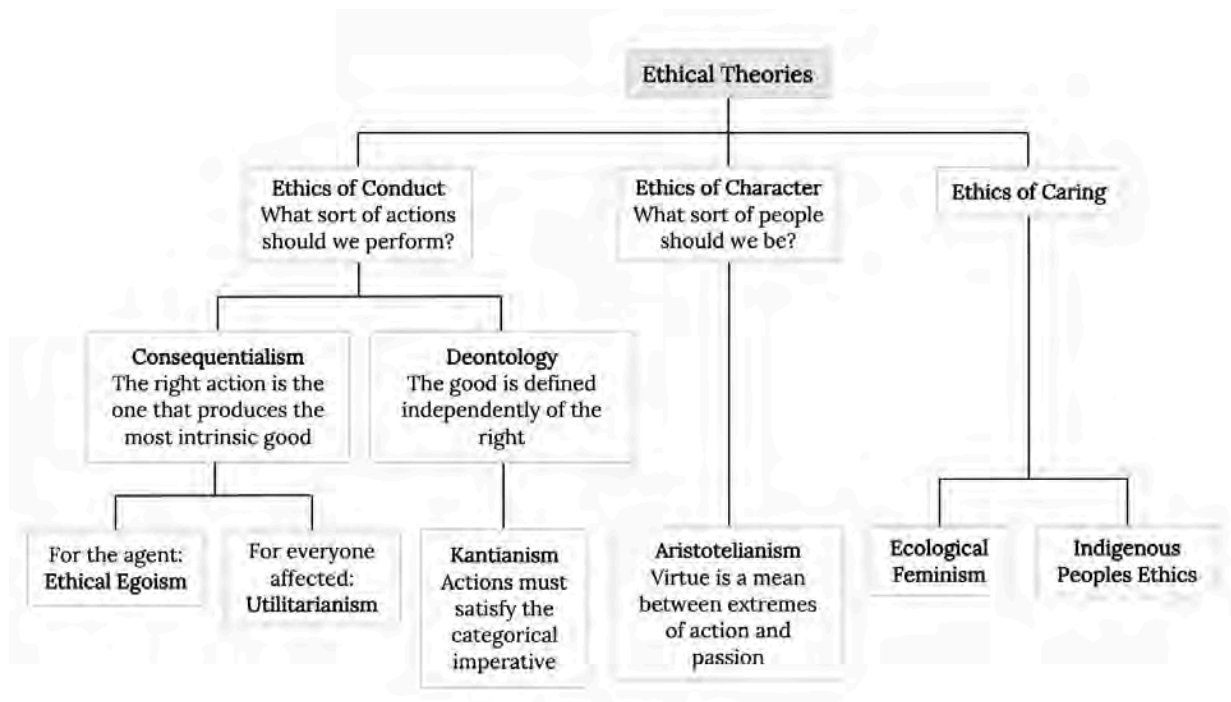 Ethical Theories
Ethics of Conduct
What sort of actions
should we perform?
Ethics of Character
What sort of people
should we be?
Ethics of Caring
Consequentialism
The right action is the
one that produces the
most intrinsic good
Deontology
The good is defined
independently of the
right
For the agent:
Ethical Egoism
For everyone
affected:
Utilitarianism
Kantianism
Actions must
satisfy the
categorical
imperative
Aristotelianism
Virtue is a mean
between extremes
of action and
passion
Ecological
Feminism
Indigenous
Peoples Ethics